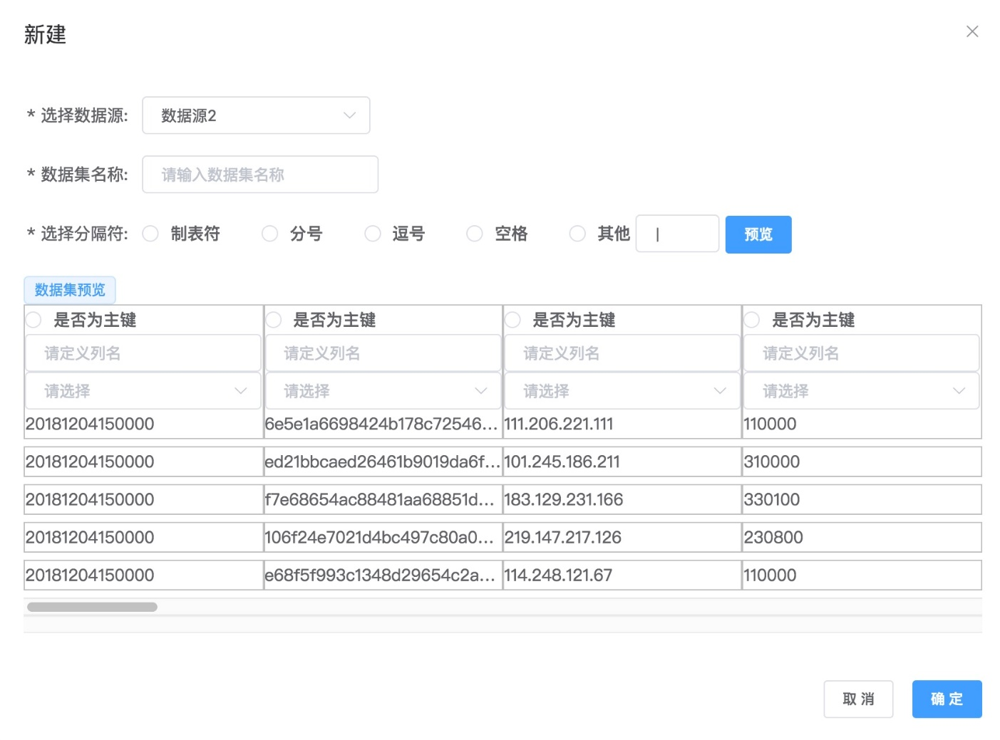 新建
* 选择数据源: 数据源2
* 数据集名称: 请输入数据集名称
* 选择分隔符: 制表符 分号 逗号 空格 其他 | 预览
数据集预览
是否为主键 是否为主键 是否为主键 是否为主键
请定义列名 请定义列名 请定义列名 请定义列名
请选择 请选择 请选择 请选择
20181204150000 6e5e1a6698424b178c72546... 111.206.221.111 110000
20181204150000 ed21bbcaed26461b9019da6f... 101.245.186.211 310000
20181204150000 f7e68654ac88481aa68851d... 183.129.231.166 330100
20181204150000 106f24e7021d4bc497c80a0... 219.147.217.126 230800
20181204150000 e68f5f993c1348d29654c2a... 114.248.121.67 110000
取 消 确 定